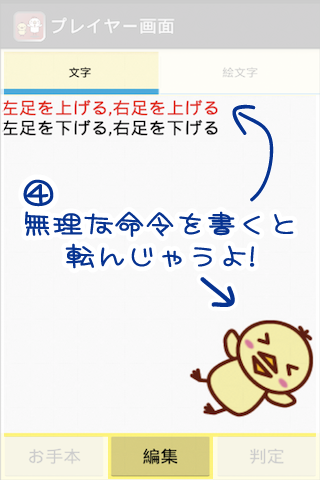 プレイヤー画面
文字
絵文字
左足を上げる,右足を上げる
左足を下げる,右足を下げる
④
無理な命令を書くと
転んじゃうよ!
お手本
編集
判定